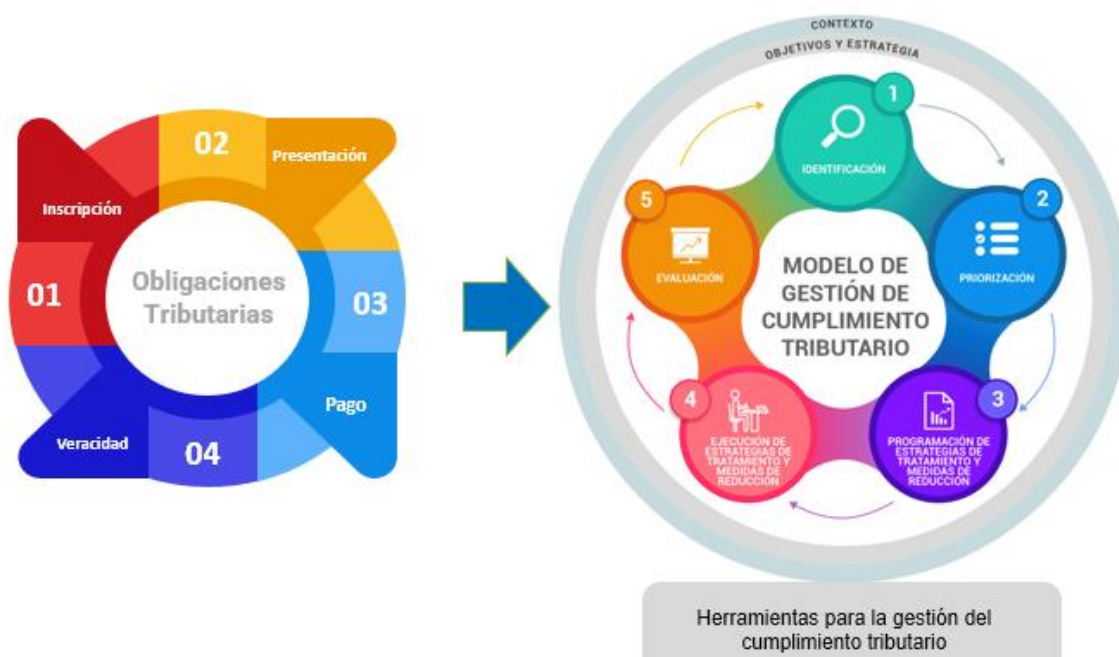 02
Presentación
Inscripción
01
Obligaciones
Tributarias
03
Pago
Veracidad
04
CONTEXTO
OBJETIVOS Y ESTRATEGIA
1
IDENTIFICACIÓN
2
PRIORIZACIÓN
3
PROGRAMACIÓN DE
ESTRATEGIAS DE
TRATAMIENTO Y
MEDIDAS DE
REDUCCIÓN
4
EJECUCIÓN DE
ESTRATEGIAS DE
TRATAMIENTO Y
MEDIDAS DE
REDUCCIÓN
5
EVALUACIÓN
MODELO DE
GESTIÓN DE
CUMPLIMIENTO
TRIBUTARIO
Herramientas para la gestión del
cumplimiento tributario